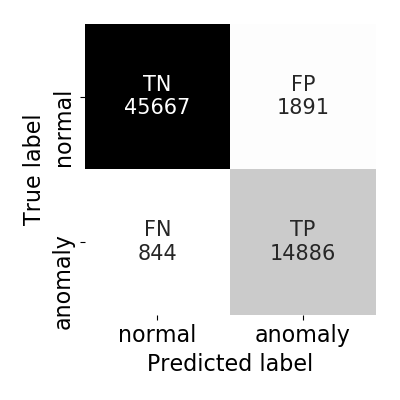 True label
normal
anomaly
TN
45667
FP
1891
FN
844
TP
14886
normal
anomaly
Predicted label